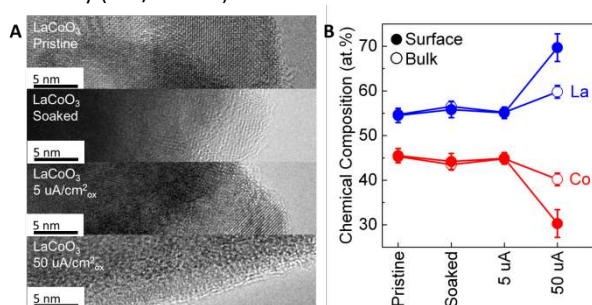 A
LaCoO₃
Pristine
5 nm
LaCoO₃
Soaked
5 nm
LaCoO₃
5 uA/cm²ox
5 nm
LaCoO₃
50 uA/cm²ox
5 nm
B
Chemical Composition (at.%)
70
60
50
40
30
Surface
Bulk
La
Co
Pristine
Soaked
5 uA
50 uA